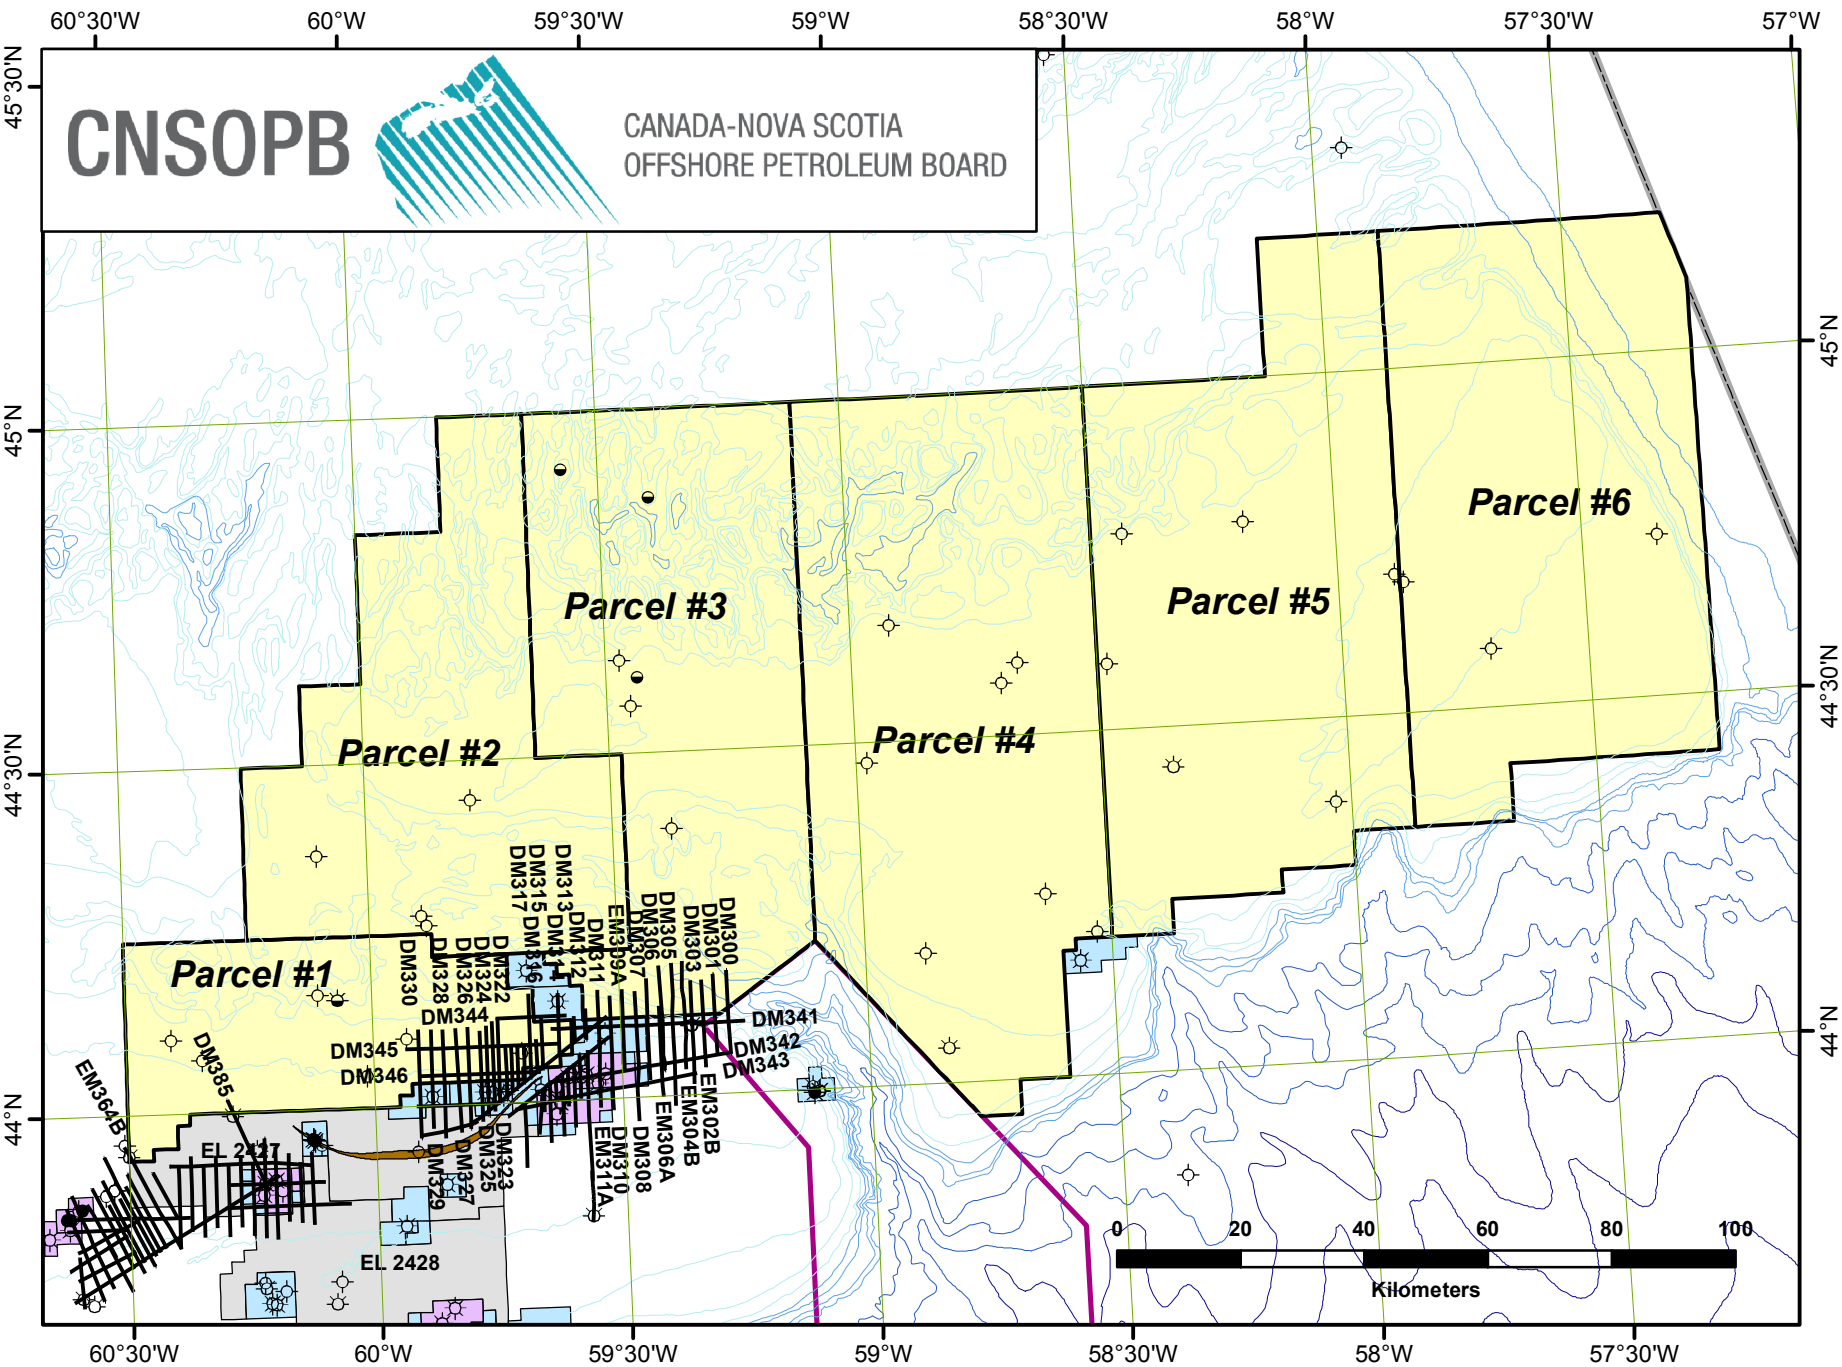 60°30'W 60°W 59°30'W 59°W 58°30'W 58°W 57°30'W 57°W
45°30'N
CNSOPB
CANADA-NOVA SCOTIA
OFFSHORE PETROLEUM BOARD
45°N
45°N
Parcel #6
Parcel #5
Parcel #3
44°30'N
Parcel #4
Parcel #2
44°30'N
DM317
DM315
DM313
DM316
DM314
DM312
DM311
EM309A
DM307
DM306
DM305
DM303
DM301
DM300
Parcel #1
DM330
DM328
DM326
DM324
DM322
DM344
DM341
DM345
DM342
DM343
DM346
44°N
DM385
EM364B
44°N
EL 2427
DM329
DM327
DM325
DM323
EM311A
DM310
DM308
EM306A
EM304B
EM302B
EL 2428
0 20 40 60 80 100
Kilometers
60°30'W 60°W 59°30'W 59°W 58°30'W 58°W 57°30'W